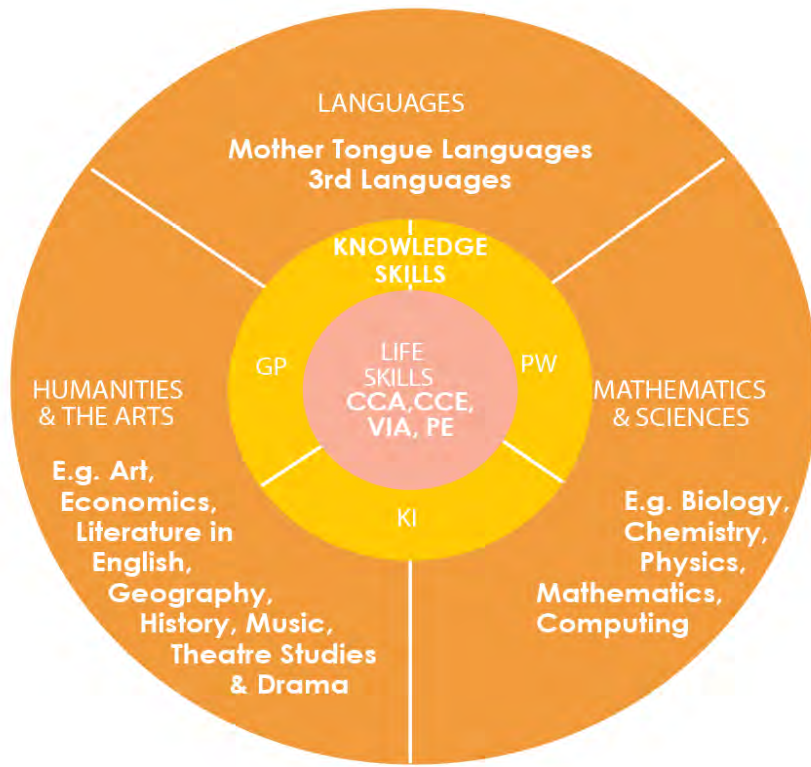 LANGUAGES
Mother Tongue Languages
3rd Languages
KNOWLEDGE
SKILLS
GP
PW
KI
LIFE
SKILLS
CCA,CCE,
VIA, PE
HUMANITIES
& THE ARTS
E.g. Art,
Economics,
Literature in
English,
Geography,
History, Music,
Theatre Studies
& Drama
MATHEMATICS
& SCIENCES
E.g. Biology,
Chemistry,
Physics,
Mathematics,
Computing